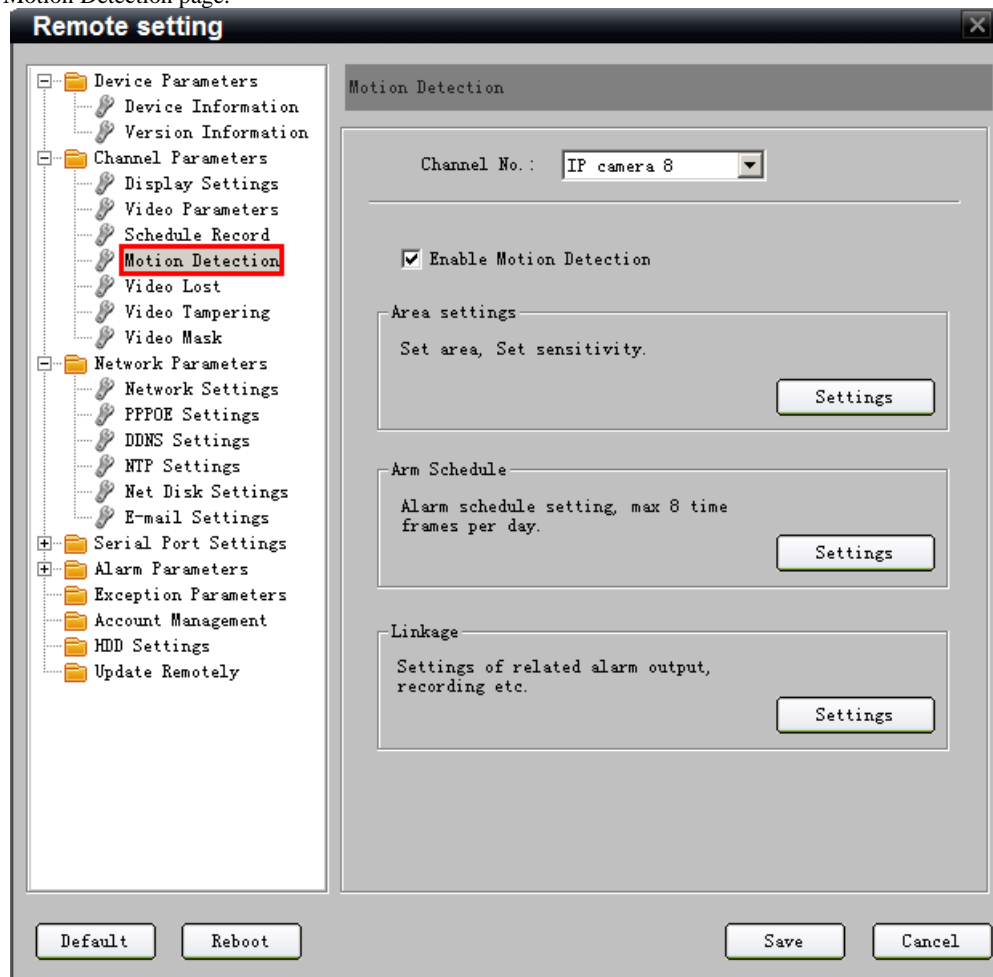 Motion Detection page.
Remote setting
Device Parameters
Device Information
Version Information
Channel Parameters
Display Settings
Video Parameters
Schedule Record
Motion Detection
Video Lost
Video Tampering
Video Mask
Network Parameters
Network Settings
PPPOE Settings
DDNS Settings
NTP Settings
Net Disk Settings
E-mail Settings
Serial Port Settings
Alarm Parameters
Exception Parameters
Account Management
HDD Settings
Update Remotely
Motion Detection
Channel No.: IP camera 8
Enable Motion Detection
Area settings
Set area, Set sensitivity.
Settings
Arm Schedule
Alarm schedule setting, max 8 time
frames per day.
Settings
Linkage
Settings of related alarm output,
recording etc.
Settings
Default Reboot Save Cancel